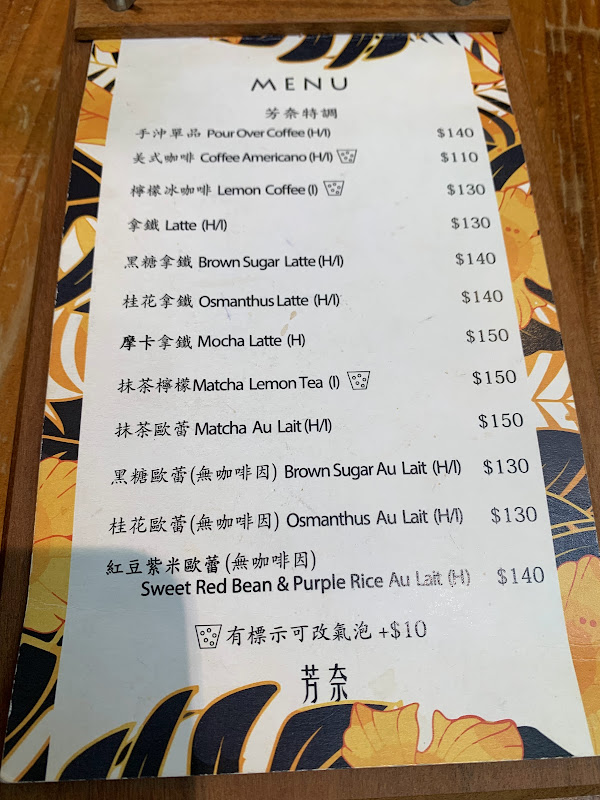 MENU
芳奈特調
手沖單品 Pour Over Coffee (H/I) $140
美式咖啡 Coffee Americano (H/I) $110
檸檬冰咖啡 Lemon Coffee (I) $130
拿鐵 Latte (H/I) $130
黑糖拿鐵 Brown Sugar Latte (H/I) $140
桂花拿鐵 Osmanthus Latte (H/I) $140
摩卡拿鐵 Mocha Latte (H) $150
抹茶檸檬 Matcha Lemon Tea (I) $150
抹茶歐蕾 Matcha Au Lait (H/I) $150
黑糖歐蕾(無咖啡因) Brown Sugar Au Lait (H/I) $130
桂花歐蕾(無咖啡因) Osmanthus Au Lait (H/I) $130
紅豆紫米歐蕾(無咖啡因)
Sweet Red Bean & Purple Rice Au Lait (H) $140
有標示可改氣泡 +$10
芳奈